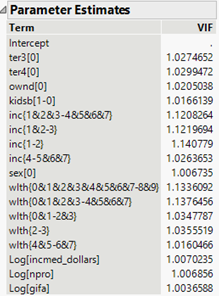 Parameter Estimates
Term VIF
Intercept .
ter3[0] 1.0274652
ter4[0] 1.0299472
ownd[0] 1.0205038
kidsb[1-0] 1.0166139
inc{1&2&3-4&5&6&7} 1.1208264
inc{1&2-3} 1.1219694
inc{1-2} 1.140779
inc{4-5&6&7} 1.0263653
sex[0] 1.006735
wlth{0&1&2&3&4&5&6&7-8&9} 1.1336092
wlth{0&1&2&3-4&5&6&7} 1.1376456
wlth{0&1-2&3} 1.0347787
wlth{2-3} 1.0355519
wlth{4&5-6&7} 1.0160466
Log[incmed_dollars] 1.0070235
Log[npro] 1.006856
Log[gifa] 1.0036588